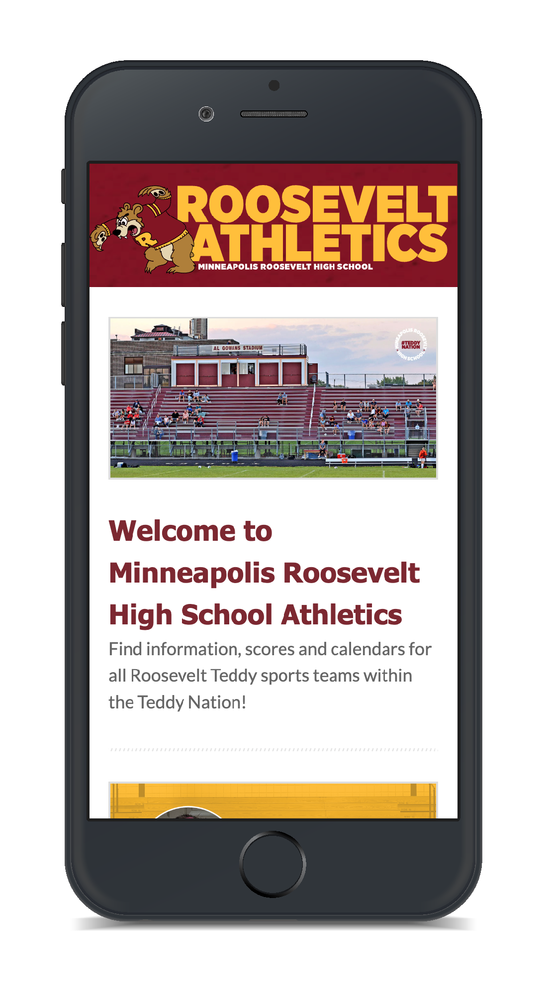 ROOSEVELT
ATHLETICS
MINNEAPOLIS ROOSEVELT HIGH SCHOOL
R
AL GOWANS STADIUM
MINNEAPOLIS ROOSEVELT
#TEDDY
NATION
HIGH SCHOOL
Welcome to
Minneapolis Roosevelt
High School Athletics
Find information, scores and calendars for
all Roosevelt Teddy sports teams within
the Teddy Nation!